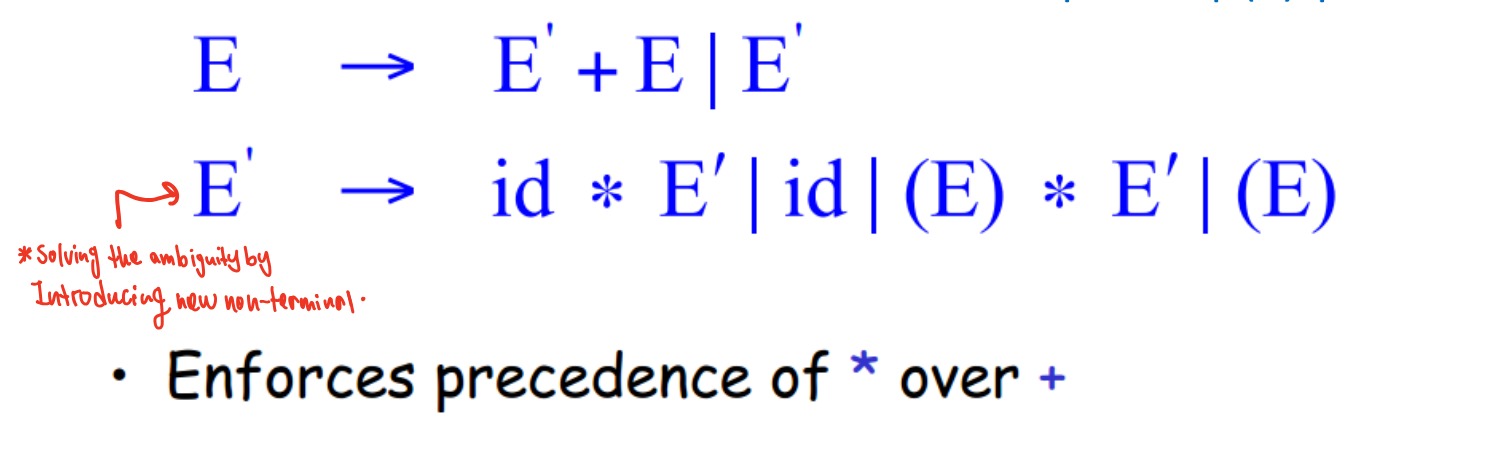 E → E' + E | E'
E' → id * E′ | id | (E) * E′ | (E)
*Solving the ambiguity by
Introducing new non-terminal.
• Enforces precedence of * over +